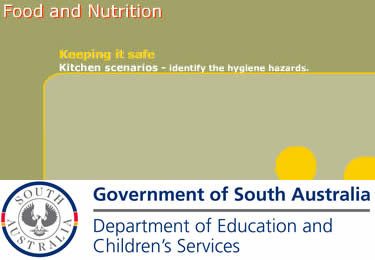 Food and Nutrition
Keeping it safe
Kitchen scenarios - identify the hygiene hazards.
SOUTH
AUSTRALIA
Government of South Australia
Department of Education and
Children's Services